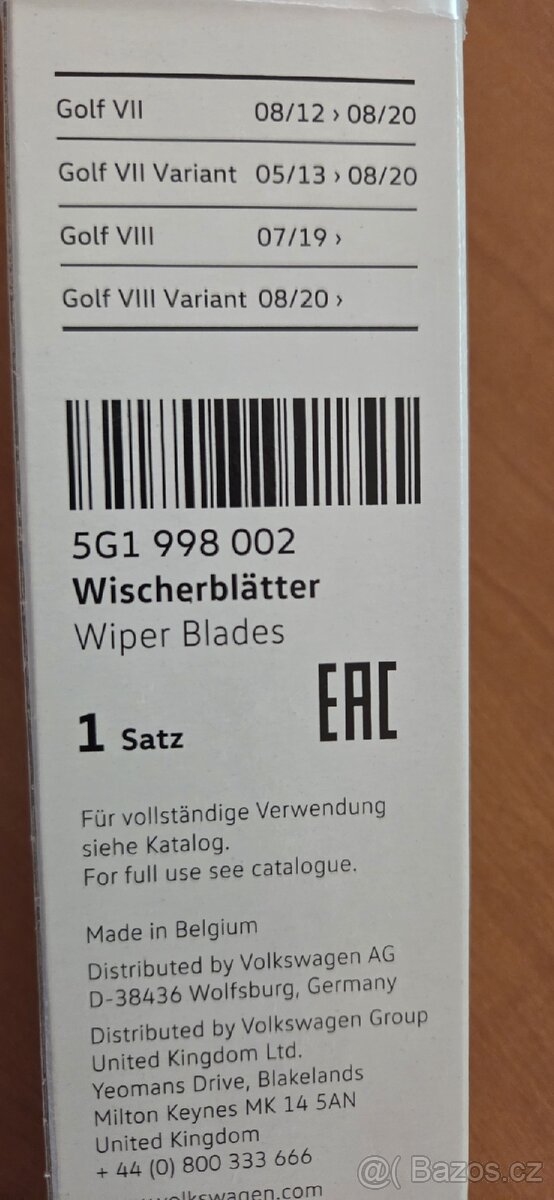 Golf VII 08/12 › 08/20
Golf VII Variant 05/13 › 08/20
Golf VIII 07/19 ›
Golf VIII Variant 08/20 ›
5G1 998 002
Wischerblätter
Wiper Blades
EAC
1 Satz
Für vollständige Verwendung
siehe Katalog.
For full use see catalogue.
Made in Belgium
Distributed by Volkswagen AG
D-38436 Wolfsburg, Germany
Distributed by Volkswagen Group
United Kingdom Ltd.
Yeomans Drive, Blakelands
Milton Keynes MK 14 5AN
United Kingdom
+ 44 (0) 800 333 666
www.volkswagen.com
@( Bazos.cz